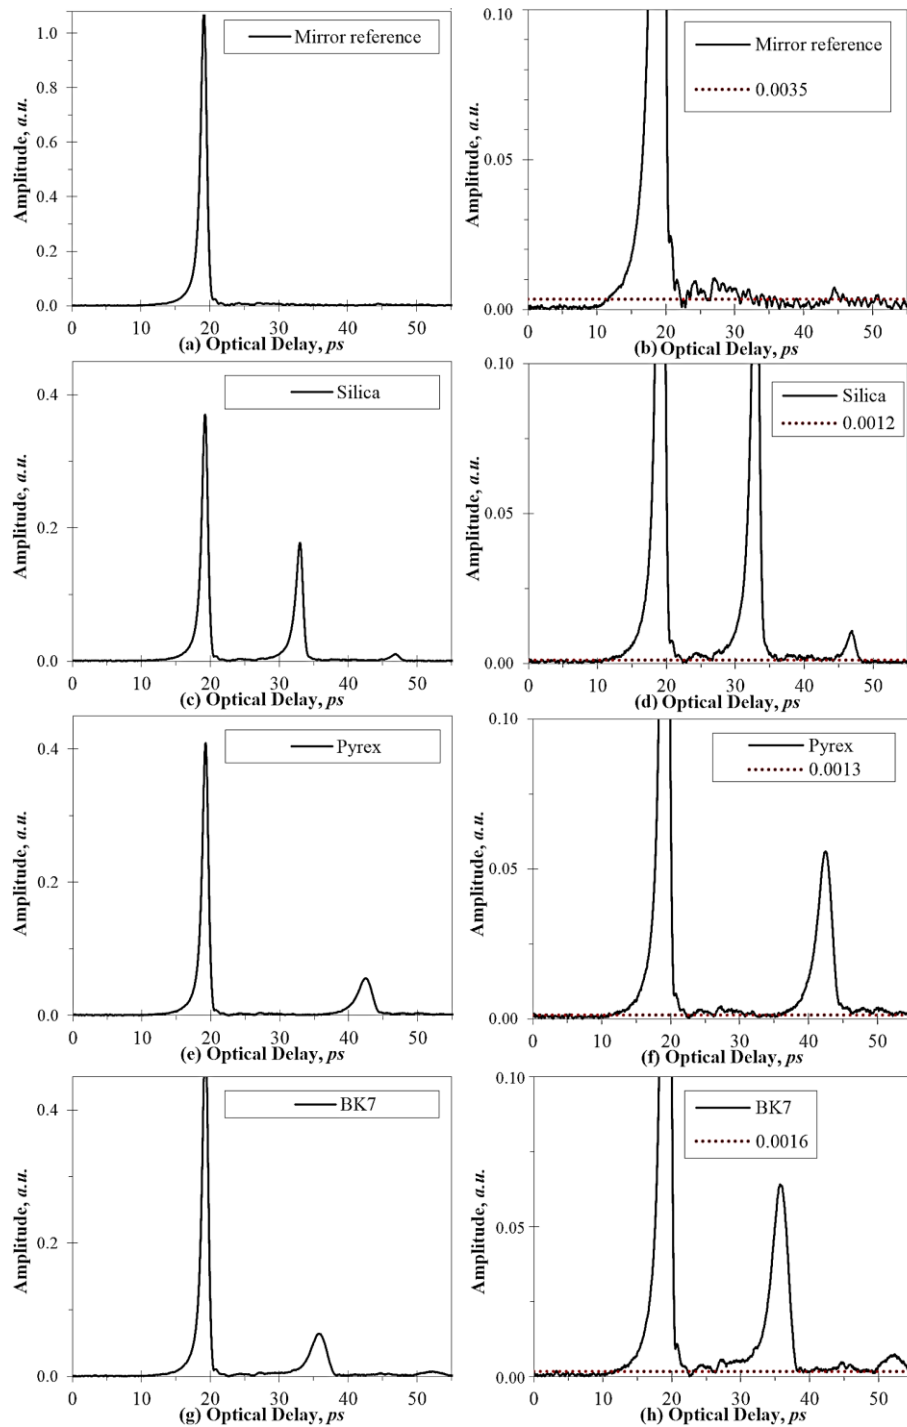 1.0
0.8
0.6
0.4
0.2
0.0
Amplitude, a.u.
Mirror reference
0 10 20 30 40 50
(a) Optical Delay, ps
0.10
0.05
0.00
Amplitude, a.u.
Mirror reference
0.0035
0 10 20 30 40 50
(b) Optical Delay, ps
0.4
0.2
0.0
Amplitude, a.u.
Silica
0 10 20 30 40 50
(c) Optical Delay, ps
0.10
0.05
0.00
Amplitude, a.u.
Silica
0.0012
0 10 20 30 40 50
(d) Optical Delay, ps
0.4
0.2
0.0
Amplitude, a.u.
Pyrex
0 10 20 30 40 50
(e) Optical Delay, ps
0.10
0.05
0.00
Amplitude, a.u.
Pyrex
0.0013
0 10 20 30 40 50
(f) Optical Delay, ps
0.4
0.2
0.0
Amplitude, a.u.
BK7
0 10 20 30 40 50
(g) Optical Delay, ps
0.10
0.05
0.00
Amplitude, a.u.
BK7
0.0016
0 10 20 30 40 50
(h) Optical Delay, ps